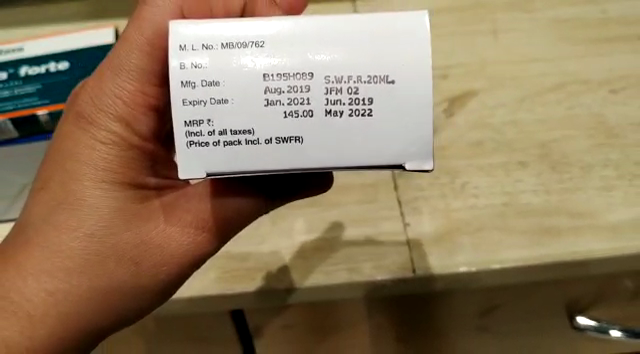 forte
M. L. No.: MB/09/762
B. No.:
Mfg. Date :
Expiry Date :
MRP ₹:
(Incl. of all taxes)
(Price of pack Incl. of SWFR)
B195H089
Aug. 2019
Jan. 2021
145.00
S.W.F.R.20ML.
JFM 02
Jun. 2019
May 2022